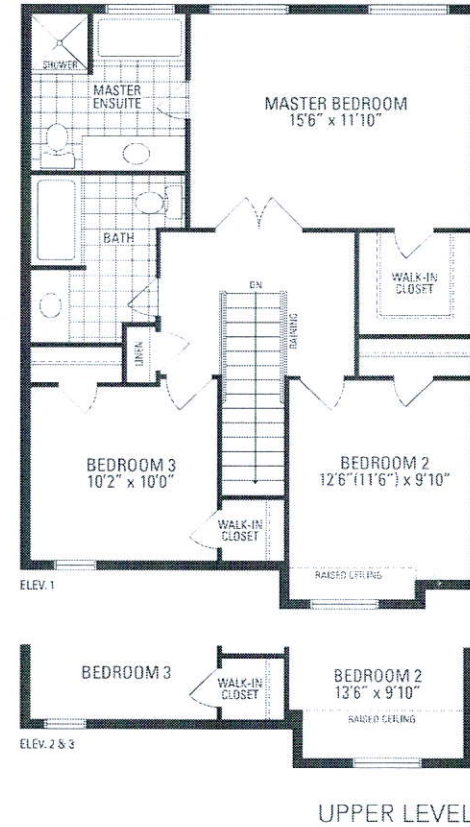 SHOWER
MASTER
ENSUITE
MASTER BEDROOM
15'6" x 11'10"
BATH
WALK-IN
CLOSET
DN
RAILING
LINEN
BEDROOM 3
10'2" x 10'0"
BEDROOM 2
12'6"(11'6") x 9'10"
WALK-IN
CLOSET
RAISED CEILING
ELEV. 1
BEDROOM 3
WALK-IN
CLOSET
BEDROOM 2
13'6" x 9'10"
RAISED CEILING
ELEV. 2 & 3
UPPER LEVEL